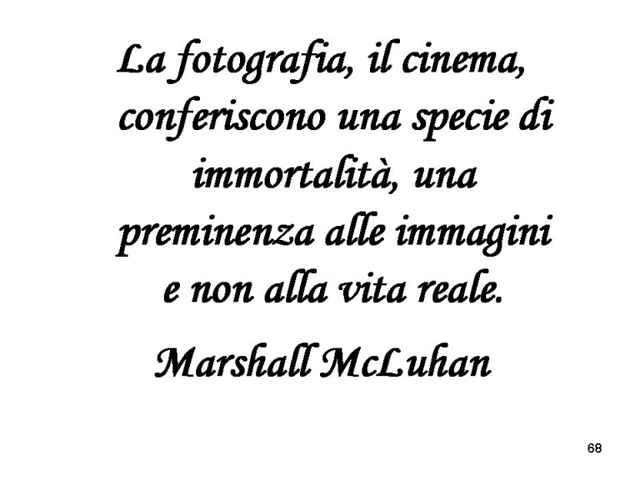 La fotografia, il cinema,
conferiscono una specie di
immortalità, una
preminenza alle immagini
e non alla vita reale.
Marshall McLuhan
68